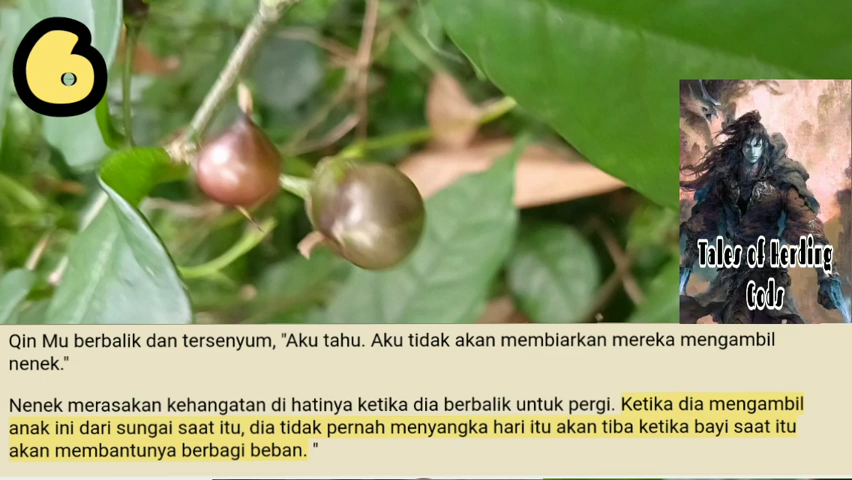 6
Tales of Herding
Gods
Qin Mu berbalik dan tersenyum, "Aku tahu. Aku tidak akan membiarkan mereka mengambil
nenek."
Nenek merasakan kehangatan di hatinya ketika dia berbalik untuk pergi. Ketika dia mengambil
anak ini dari sungai saat itu, dia tidak pernah menyangka hari itu akan tiba ketika bayi saat itu
akan membantunya berbagi beban. "